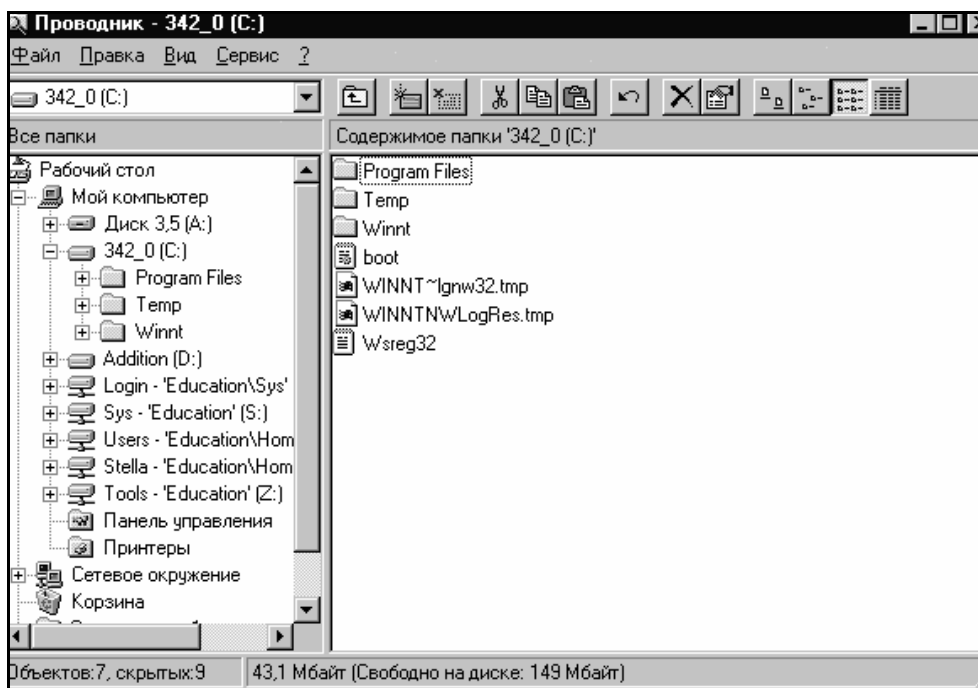 Проводник - 342_0 (C:)
Файл Правка Вид Сервис ?
342_0 (C:)
Все папки
Содержимое папки '342_0 (C:)'
Рабочий стол
Мой компьютер
Диск 3,5 (A:)
342_0 (C:)
Program Files
Temp
Winnt
Addition (D:)
Login - 'Education\Sys'
Sys - 'Education' (S:)
Users - 'Education\Hom
Stella - 'Education\Hom
Tools - 'Education' (Z:)
Панель управления
Принтеры
Сетевое окружение
Корзина
Program Files
Temp
Winnt
boot
WINNT~lgnw32.tmp
WINNTNWLogRes.tmp
Wsreg32
Объектов:7, скрытых:9
43,1 Мбайт (Свободно на диске: 149 Мбайт)